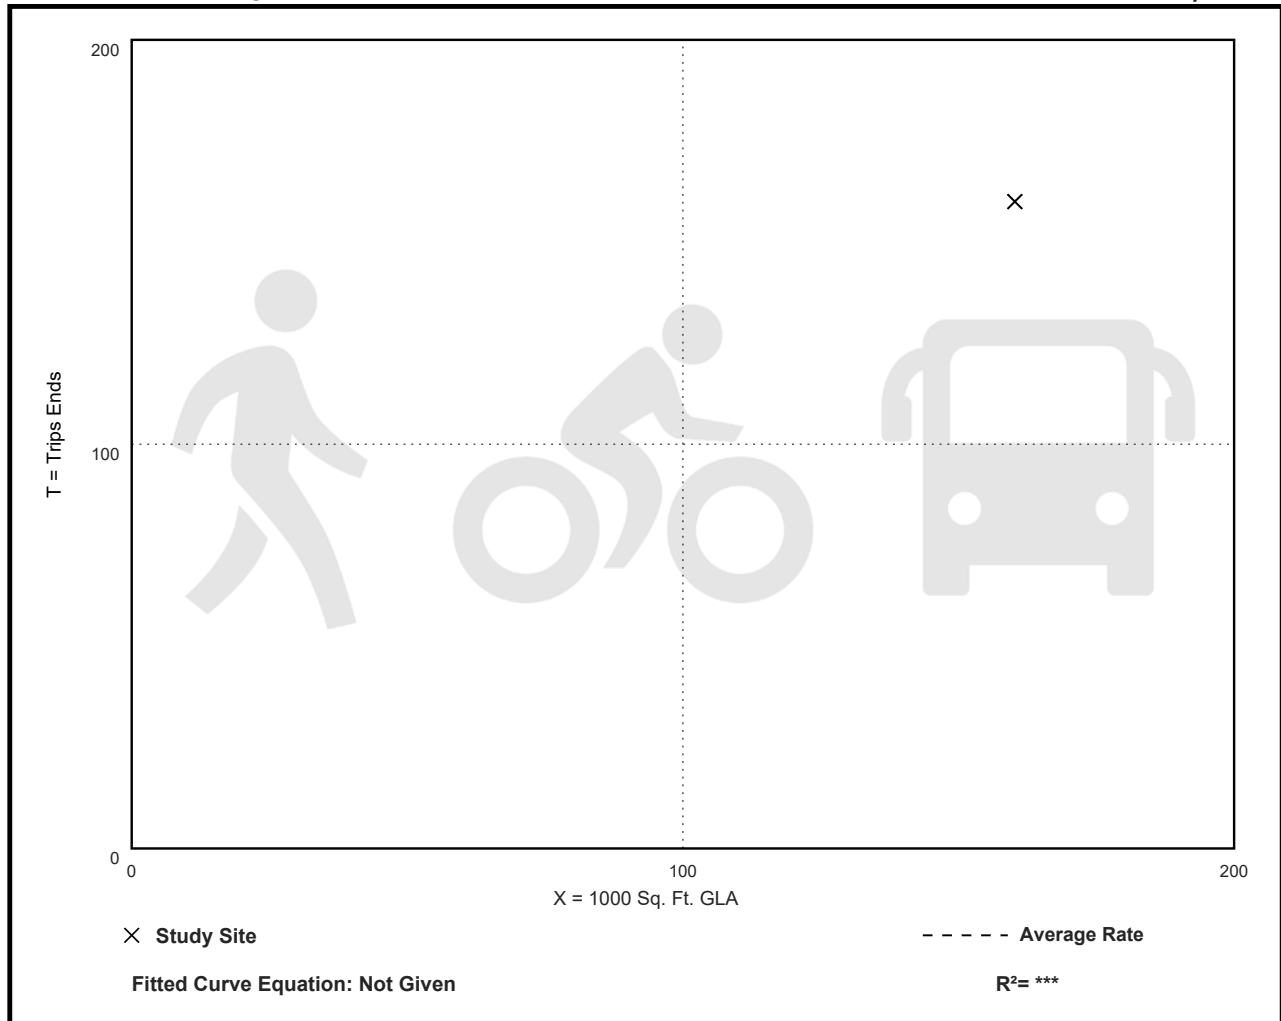 200
T = Trips Ends
100
0
0 100 200
X = 1000 Sq. Ft. GLA
Study Site
Average Rate
Fitted Curve Equation: Not Given
R²= ***